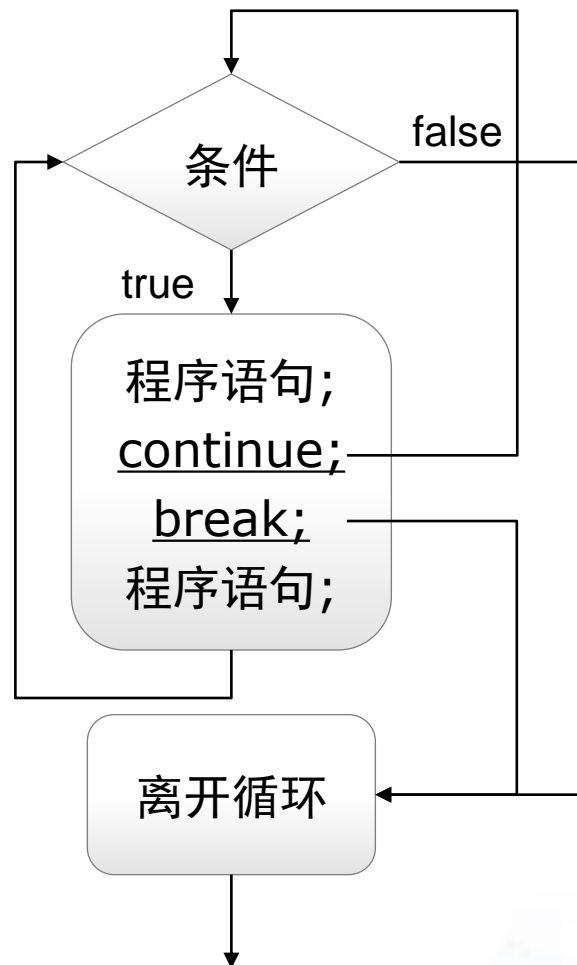 false
条件
true
程序语句;
continue;
break;
程序语句;
离开循环